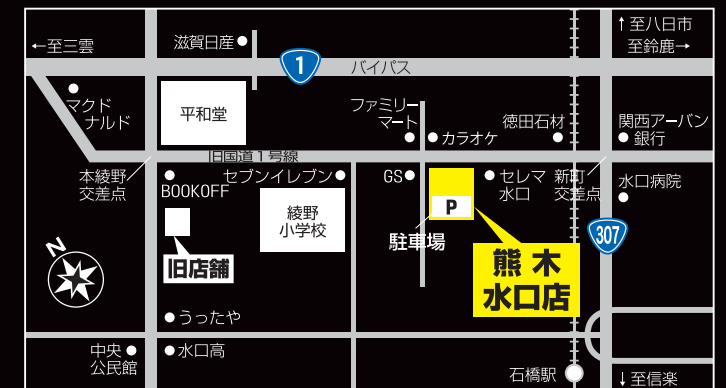 ←至三雲
滋賀日産
↑至八日市
至鈴鹿→
1
バイパス
マクド
ナルド
平和堂
ファミリー
マート
カラオケ
徳田石材
関西アーバン
銀行
旧国道1号線
本綾野
交差点
BOOKOFF
セブンイレブン
GS
P
セレマ
水口
新町
交差点
水口病院
綾野
小学校
駐車場
307
N
旧店舗
熊木
水口店
うったや
中央
公民館
水口高
石橋駅
↓至信楽